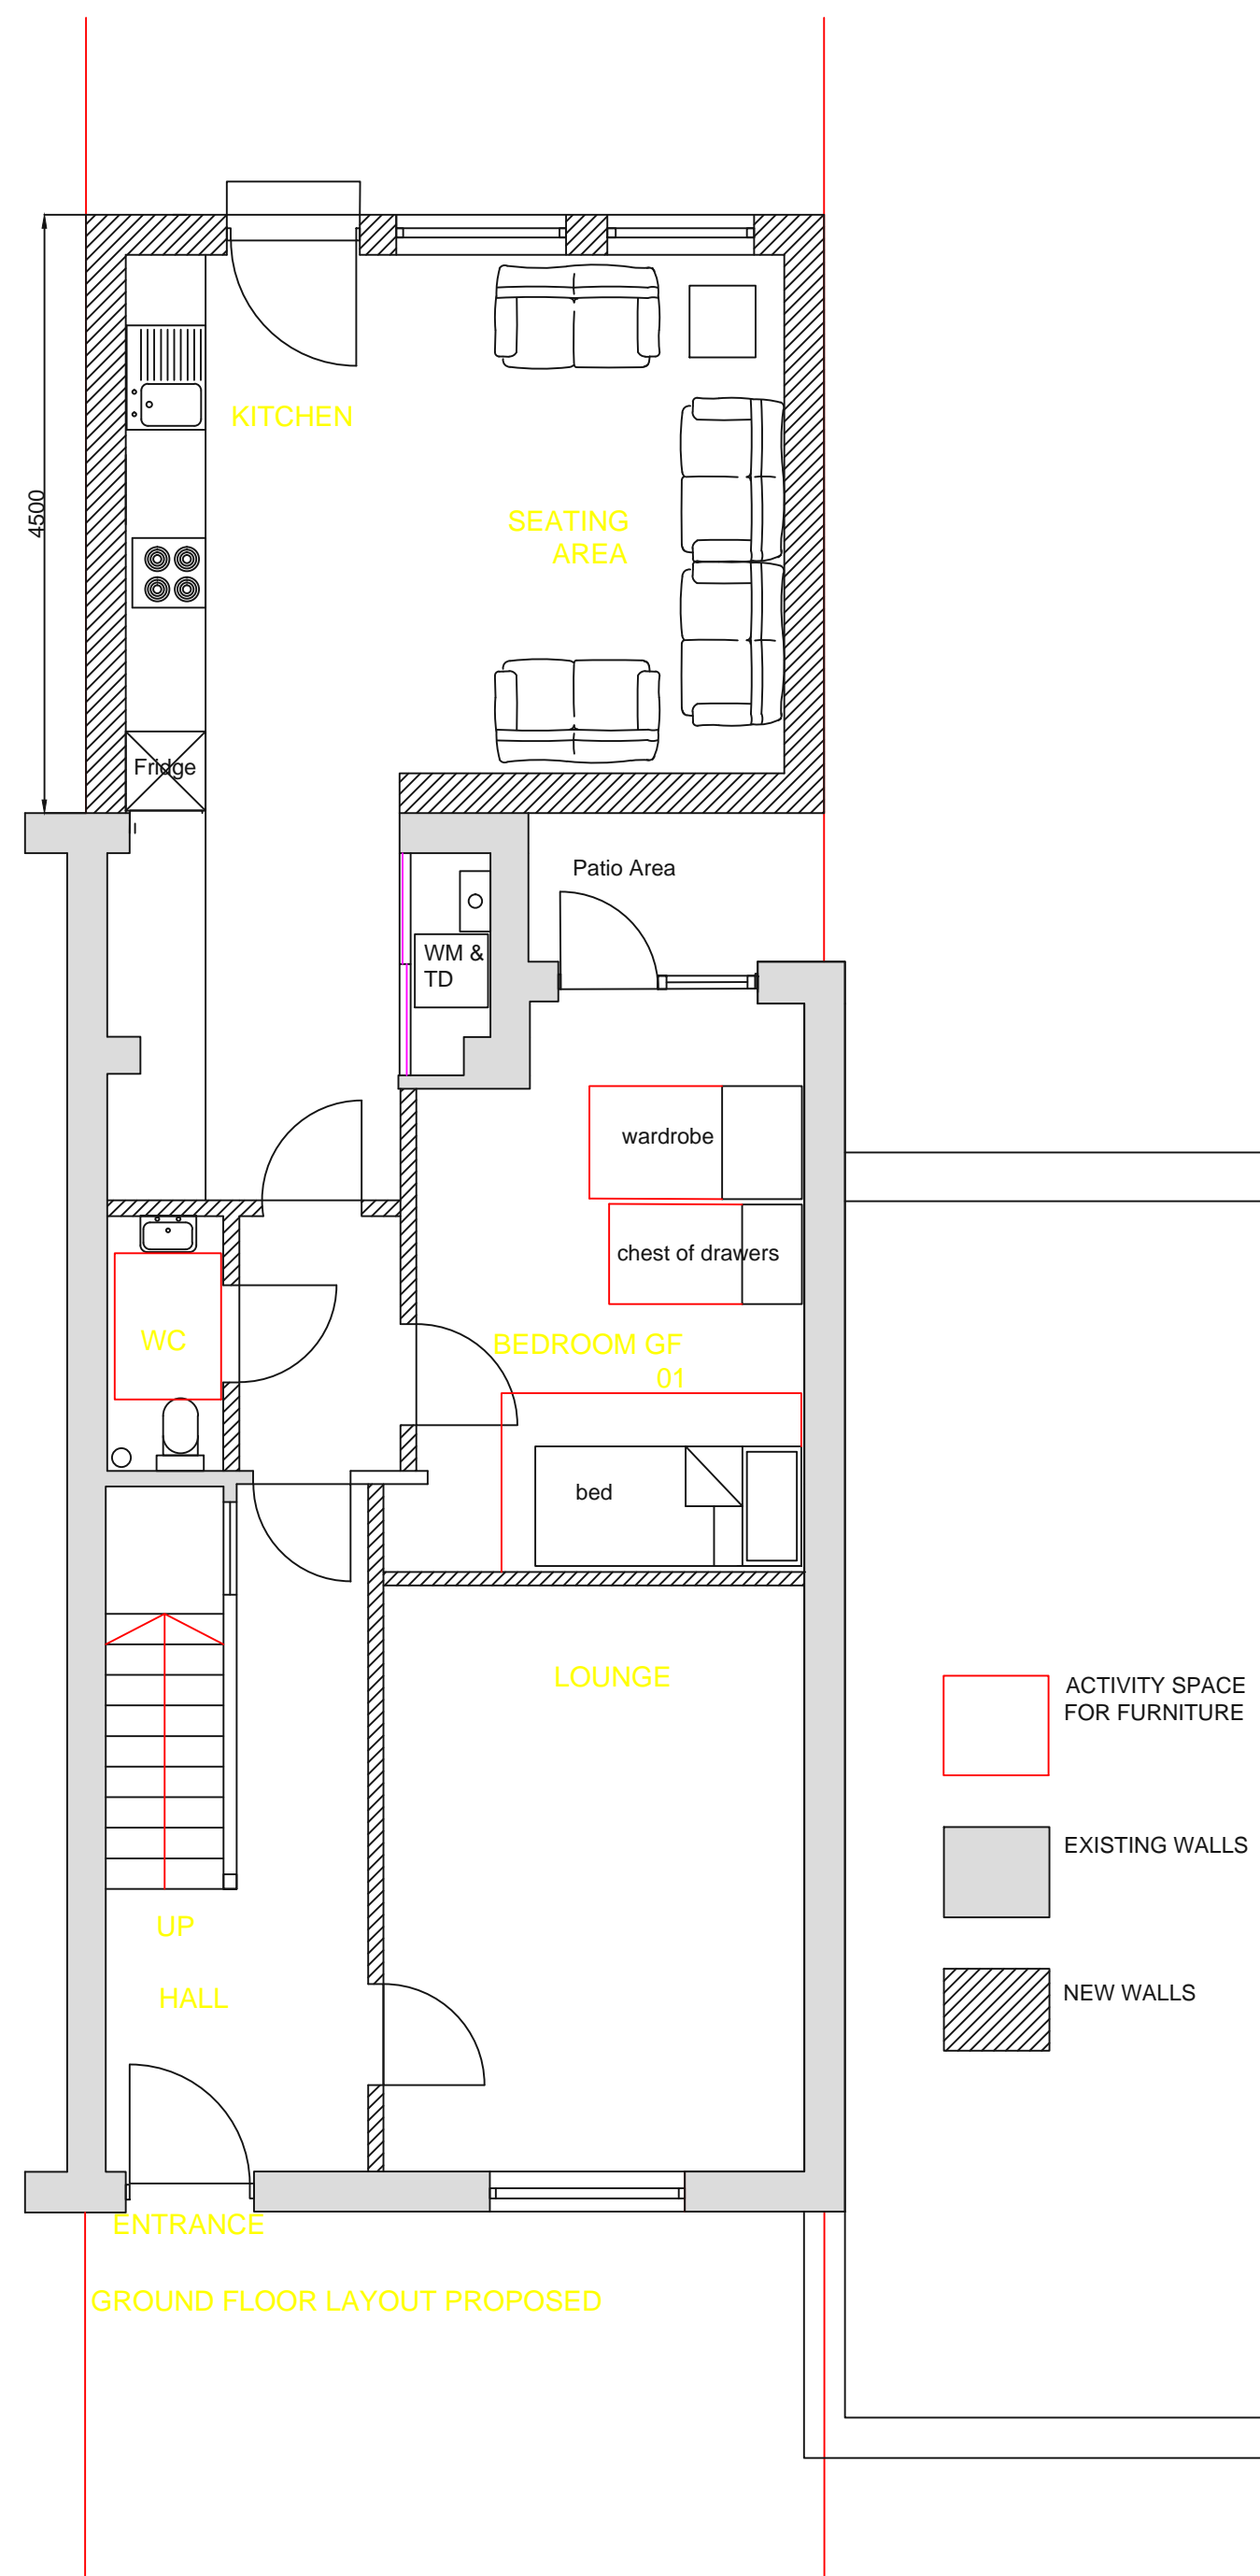 KITCHEN
4500
SEATING
AREA
Fridge
Patio Area
WM &
TD
wardrobe
chest of drawers
WC
BEDROOM GF
01
bed
LOUNGE
ACTIVITY SPACE
FOR FURNITURE
EXISTING WALLS
UP
HALL
NEW WALLS
ENTRANCE
GROUND FLOOR LAYOUT PROPOSED